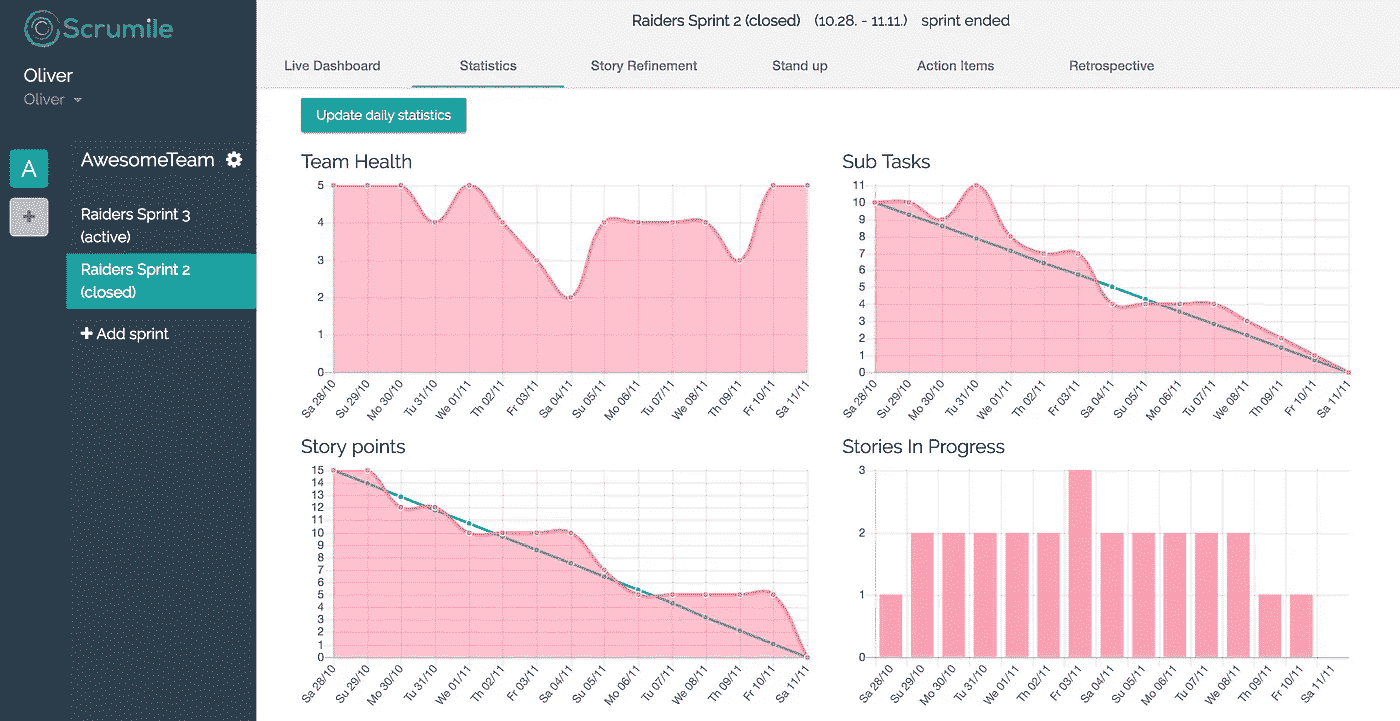 Scrumile
Oliver
Oliver
A
AwesomeTeam
+
Raiders Sprint 3
(active)
Raiders Sprint 2
(closed)
+ Add sprint
Raiders Sprint 2 (closed) (10.28. - 11.11.) sprint ended
Live Dashboard Statistics Story Refinement Stand up Action Items Retrospective
Update daily statistics
Team Health
5
4
3
2
1
0
Sa 28/10 Su 29/10 Mo 30/10 Tu 31/10 We 01/11 Th 02/11 Fr 03/11 Sa 04/11 Su 05/11 Mo 06/11 Tu 07/11 We 08/11 Th 09/11 Fr 10/11 Sa 11/11
Sub Tasks
11
10
9
8
7
6
5
4
3
2
1
0
Sa 28/10 Su 29/10 Mo 30/10 Tu 31/10 We 01/11 Th 02/11 Fr 03/11 Sa 04/11 Su 05/11 Mo 06/11 Tu 07/11 We 08/11 Th 09/11 Fr 10/11 Sa 11/11
Story points
15
14
13
12
11
10
9
8
7
6
5
4
3
2
1
0
Sa 28/10 Su 29/10 Mo 30/10 Tu 31/10 We 01/11 Th 02/11 Fr 03/11 Sa 04/11 Su 05/11 Mo 06/11 Tu 07/11 We 08/11 Th 09/11 Fr 10/11 Sa 11/11
Stories In Progress
3
2
1
0
Sa 28/10 Su 29/10 Mo 30/10 Tu 31/10 We 01/11 Th 02/11 Fr 03/11 Sa 04/11 Su 05/11 Mo 06/11 Tu 07/11 We 08/11 Th 09/11 Fr 10/11 Sa 11/11